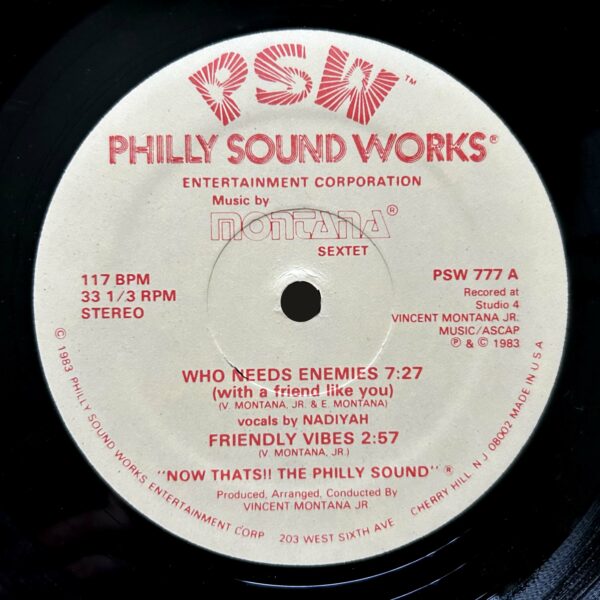 PSW™
PHILLY SOUND WORKS®
ENTERTAINMENT CORPORATION
Music by
montana®
SEXTET
117 BPM
33 1/3 RPM
STEREO
PSW 777 A
Recored at
Studio 4
VINCENT MONTANA JR.
MUSIC/ASCAP
℗ & © 1983
WHO NEEDS ENEMIES 7:27
(with a friend like you)
(V. MONTANA, JR. & E. MONTANA)
vocals by NADIYAH
FRIENDLY VIBES 2:57
(V. MONTANA, JR.)
"NOW THATS!! THE PHILLY SOUND" ®
Produced, Arranged, Conducted By
VINCENT MONTANA JR
© 1983 PHILLY SOUND WORKS ENTERTAINMENT CORP 203 WEST SIXTH AVE CHERRY HILL N J 08002 MADE IN U S A